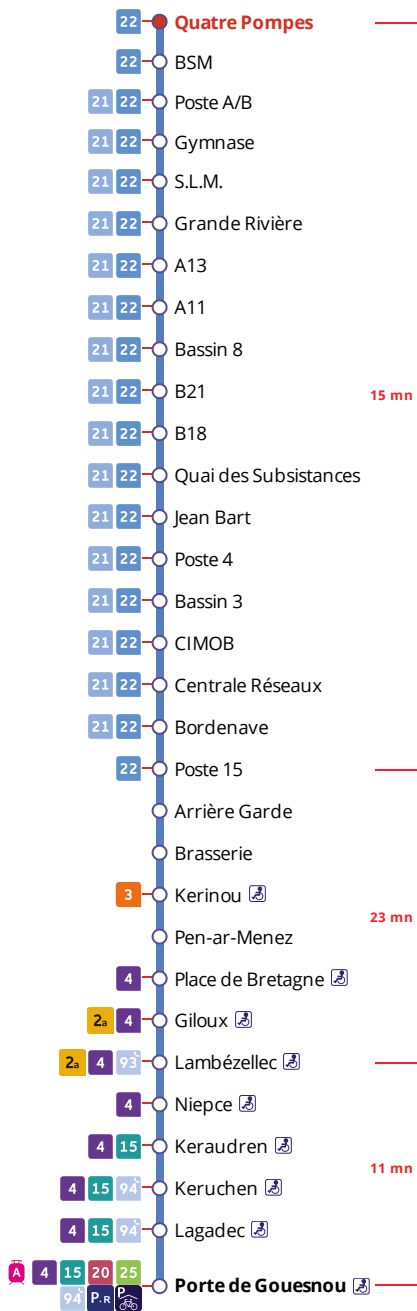 22 Quatre Pompes
22 BSM
21 22 Poste A/B
21 22 Gymnase
21 22 S.L.M.
21 22 Grande Rivière
21 22 A13
21 22 A11
21 22 Bassin 8
21 22 B21
15 mn
21 22 B18
21 22 Quai des Subsistances
21 22 Jean Bart
21 22 Poste 4
21 22 Bassin 3
21 22 CIMOB
21 22 Centrale Réseaux
21 22 Bordenave
22 Poste 15
Arrière Garde
Brasserie
3 Kerinou
23 mn
Pen-ar-Menez
4 Place de Bretagne
2a 4 Giloux
2a 4 93 Lambézellec
4 Niepce
4 15 Keraudren
11 mn
4 15 94 Keruchen
4 15 94 Lagadec
A 4 15 20 25
94 P.R P Porte de Gouesnou